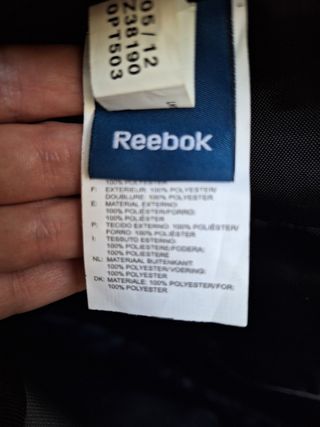 05/12
Z38190
0PT503
Reebok
100% POLYESTER
F: EXTERIEUR: 100% POLYESTER/
DOUBLURE: 100% POLYESTER
E: MATERIAL EXTERNO:
100% POLIÉSTER/FORRO:
100% POLIÉSTER
P: TECIDO EXTERNO: 100% POLIÉSTER/
FORRO: 100% POLIÉSTER
I: TESSUTO ESTERNO:
100% POLIESTERE/FODERA:
100% POLIESTERE
NL: MATERIAAL BUITENKANT:
100% POLYESTER/VOERING:
100% POLYESTER
DK: MATERIALE: 100% POLYESTER/FOR:
100% POLYESTER